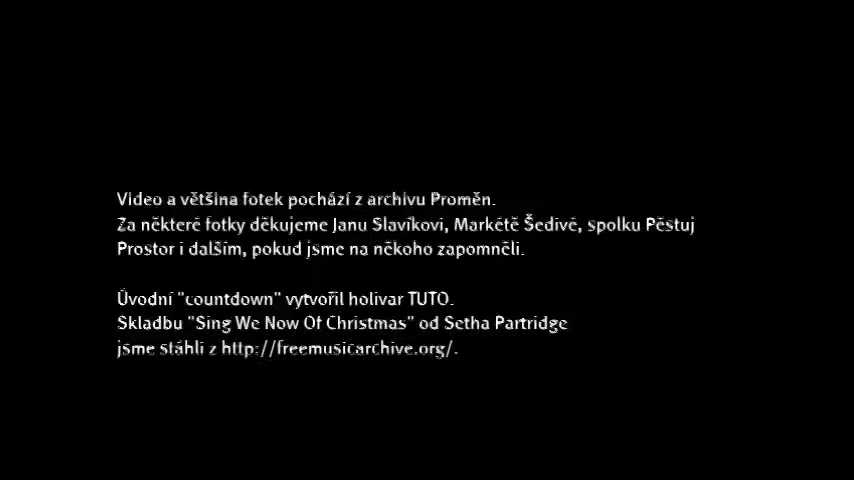 Video a většina fotek pochází z archivu Proměn.
Za některé fotky děkujeme Janu Slavíkovi, Markétě Šedivé, spolku Pěstuj
Prostor i dalším, pokud jsme na někoho zapomněli.
Úvodní "countdown" vytvořil holivar TUTO.
Skladbu "Sing We Now Of Christmas" od Setha Partridge
jsme stáhli z http://freemusicarchive.org/.